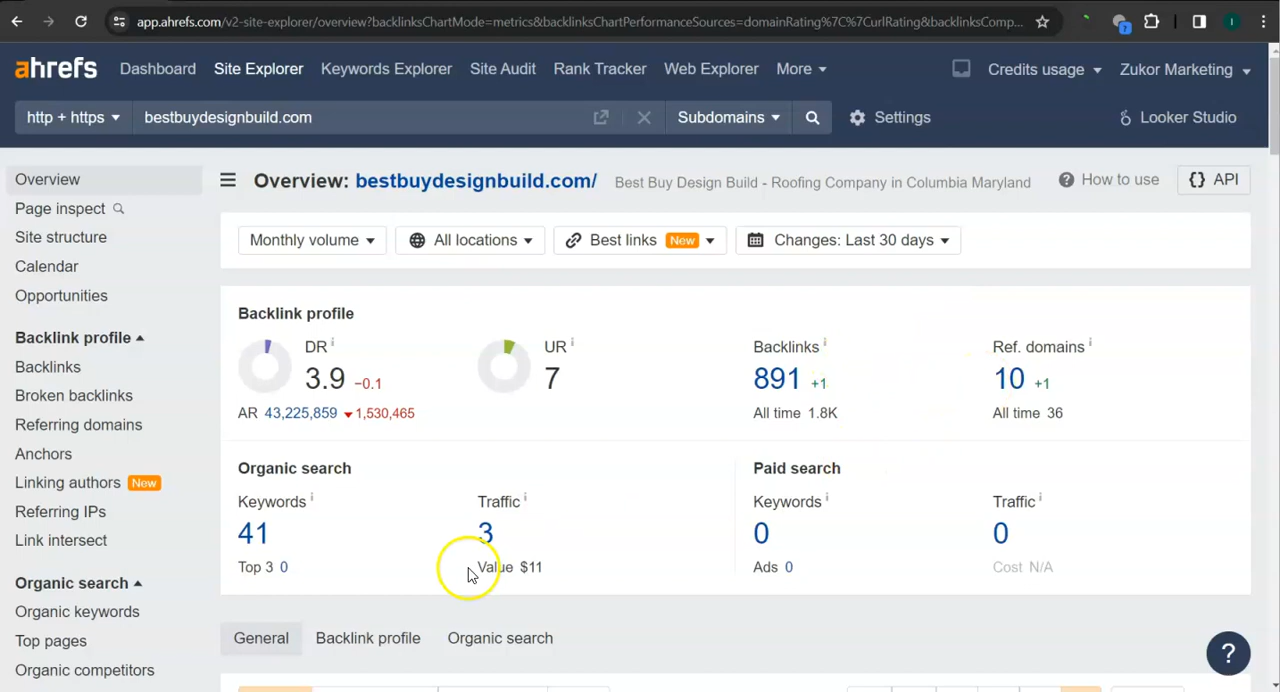 app.ahrefs.com/v2-site-explorer/overview?backlinksChartMode=metrics&backlinksChartPerformanceSources=domainRating%7C%7CurlRating&backlinksComp...
7
I
ahrefs Dashboard Site Explorer Keywords Explorer Site Audit Rank Tracker Web Explorer More Credits usage Zukor Marketing
http + https bestbuydesignbuild.com Subdomains Settings Looker Studio
Overview
Page inspect
Site structure
Calendar
Opportunities
Backlink profile
Backlinks
Broken backlinks
Referring domains
Anchors
Linking authors New
Referring IPs
Link intersect
Organic search
Organic keywords
Top pages
Organic competitors
Overview: bestbuydesignbuild.com/ Best Buy Design Build - Roofing Company in Columbia Maryland ? How to use {} API
Monthly volume All locations Best links New Changes: Last 30 days
Backlink profile
DR i UR i Backlinks i Ref. domains i
3.9 −0.1 7 891 +1 10 +1
AR 43,225,859 1,530,465 All time 1.8K All time 36
Organic search Paid search
Keywords i Traffic i Keywords i Traffic i
41 3 0 0
Top 3 0 Value $11 Ads 0 Cost N/A
General Backlink profile Organic search
?